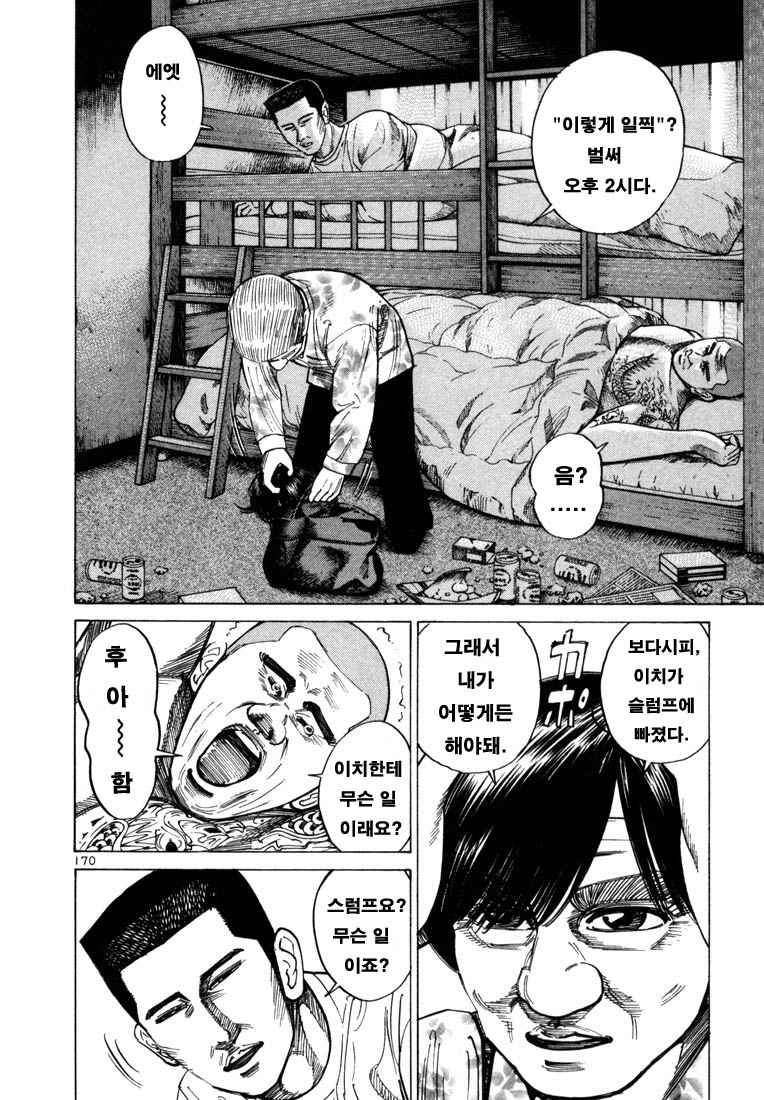 "이렇게 일찍"?
벌써
오후 2시다.
에엣
~
음?
.....
보다시피,
이치가
슬럼프에
빠졌다.
カポ
그래서
내가
어떻게든
해야돼.
이치한테
무슨 일
이래요?
후
아
~
함
170
스럼프요?
무슨 일
이죠?